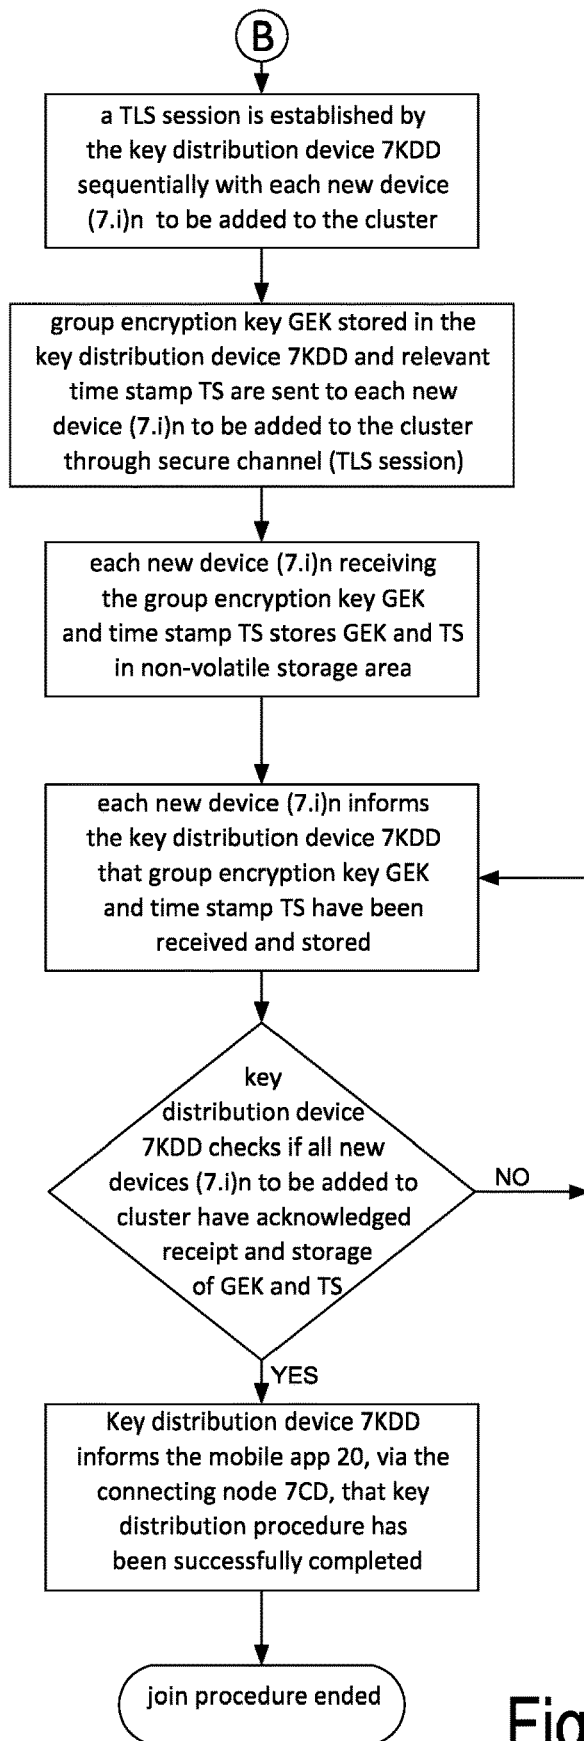 B
a TLS session is established by
the key distribution device 7KDD
sequentially with each new device
(7.i)n to be added to the cluster
group encryption key GEK stored in the
key distribution device 7KDD and relevant
time stamp TS are sent to each new
device (7.i)n to be added to the cluster
through secure channel (TLS session)
each new device (7.i)n receiving
the group encryption key GEK
and time stamp TS stores GEK and TS
in non-volatile storage area
each new device (7.i)n informs
the key distribution device 7KDD
that group encryption key GEK
and time stamp TS have been
received and stored
key
distribution device
7KDD checks if all new
devices (7.i)n to be added to
cluster have acknowledged
receipt and storage
of GEK and TS
NO
YES
Key distribution device 7KDD
informs the mobile app 20, via the
connecting node 7CD, that key
distribution procedure has
been successfully completed
join procedure ended
Fig